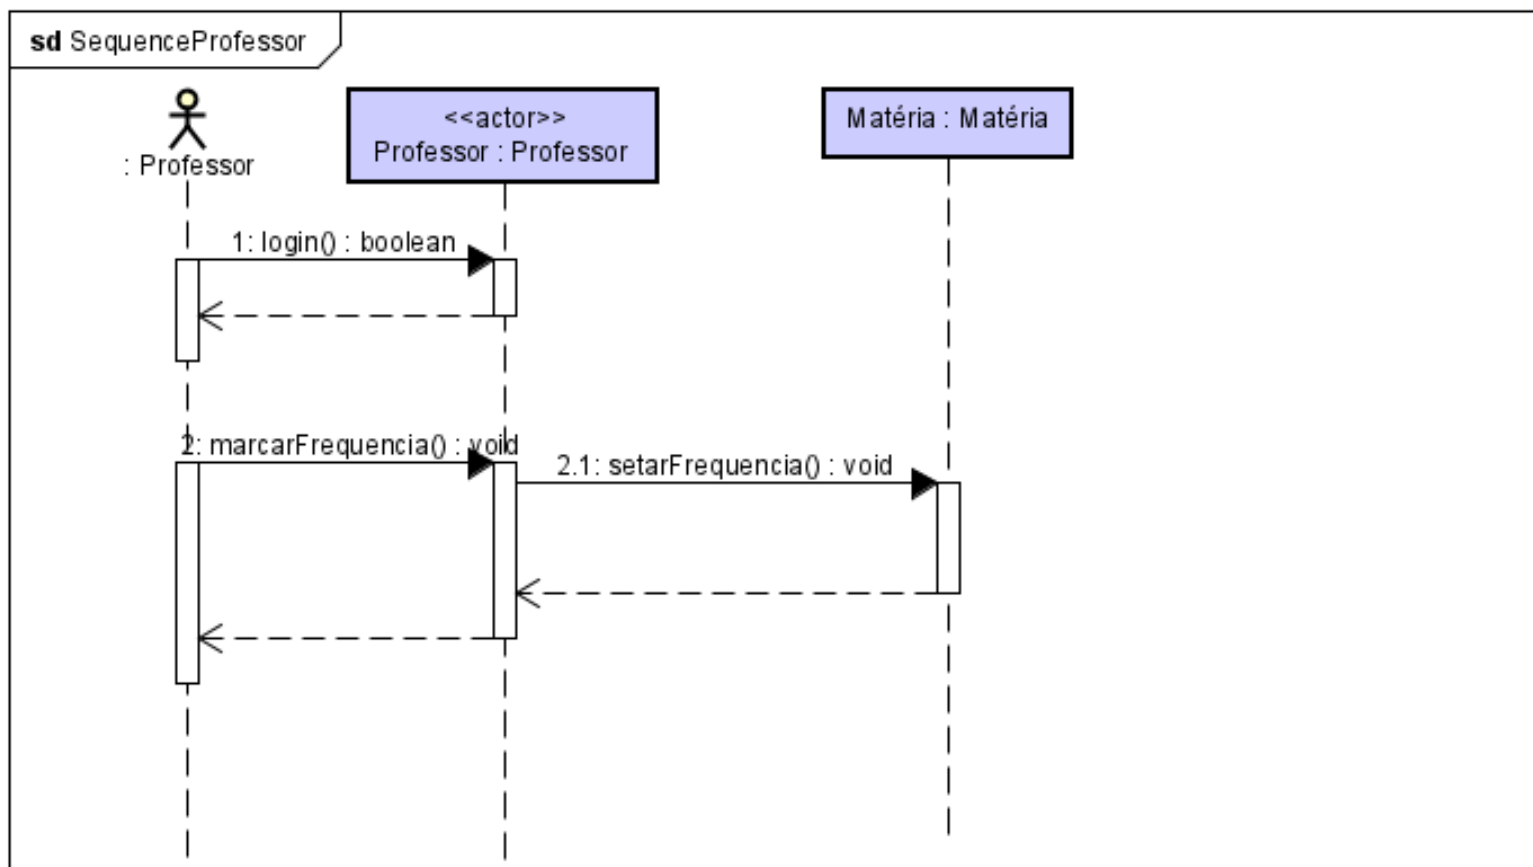 sd SequenceProfessor
: Professor
<<actor>>
Professor : Professor
Matéria : Matéria
1: login() : boolean
2: marcarFrequencia() : void
2.1: setarFrequencia() : void